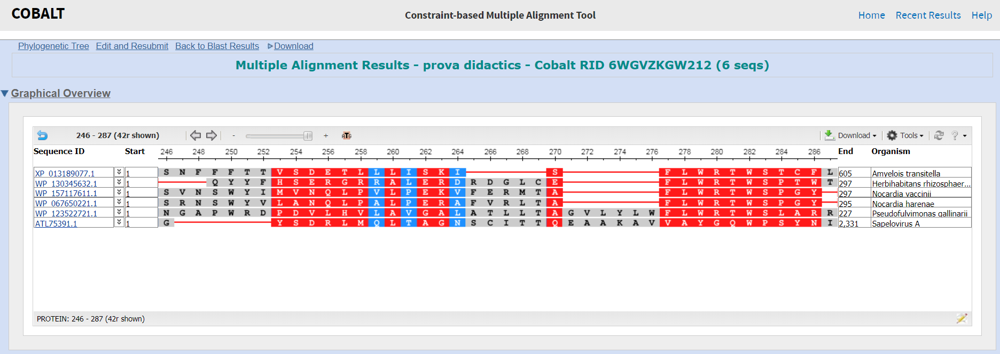 COBALT Constraint-based Multiple Alignment Tool Home Recent Results Help
Phylogenetic Tree Edit and Resubmit Back to Blast Results Download
Multiple Alignment Results - prova didactics - Cobalt RID 6WGVZKGW212 (6 seqs)
Graphical Overview
246 - 287 (42r shown) - + ATG Download Tools ?
Sequence ID Start 246 248 250 252 254 256 258 260 262 264 266 268 270 272 274 276 278 280 282 284 286 End Organism
XP_013189077.1 1 S N F F F T T V S D E T L L L I S K I S F L W R T W S T C F L 605 Amyelois transitella
WP_130345632.1 1 Q Y Y F H S E R G R R A L E R D R D G L C E F L W R T W S P T W T 297 Herbihabitans rhizosphaer...
WP_157117611.1 1 S V N S W Y I M V N Q L P V L P E K V F E R M T A F L W R T W S P G Y 297 Nocardia vaccinii
WP_067650221.1 1 S R N S W Y V L A N Q L P A L P E R A F V R L T A F L W R T W S P G Y 295 Nocardia harenae
WP_123522721.1 1 N G A P W R D P D V L H V L A V G A L A T L L T A G V L Y L W F L W R T W S L A R R 227 Pseudofulvimonas gallinarii
ATL75391.1 1 G Y S D R L M Q L T A G N S C I T T Q E A A K A V V A Y G Q W P S Y N I 2,331 Sapelovirus A
PROTEIN: 246 - 287 (42r shown)